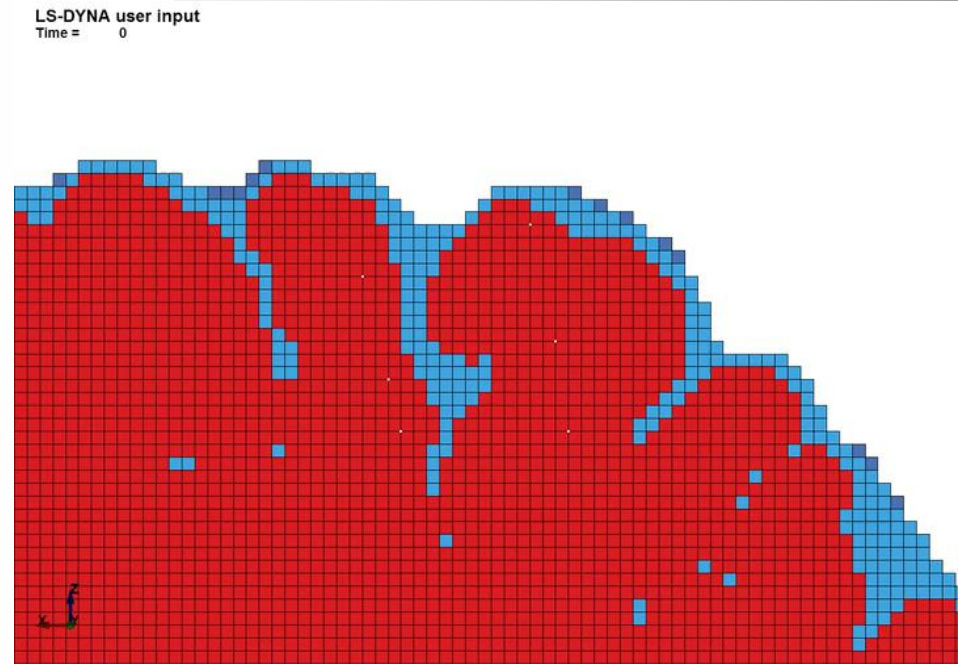 LS-DYNA user input
Time = 0
Z
X Y